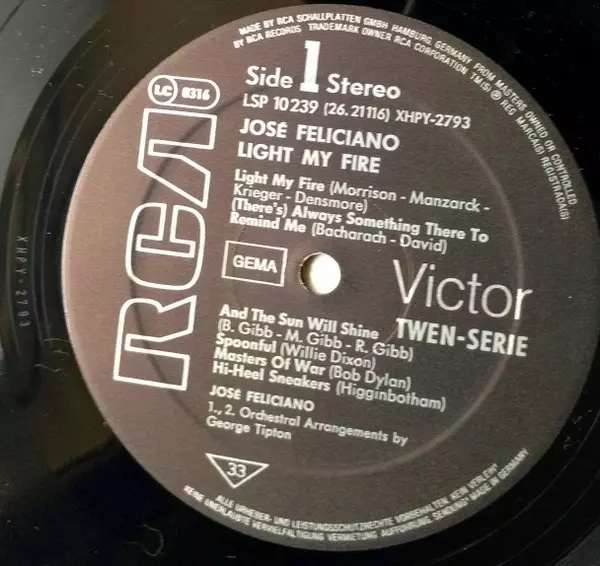 MADE BY RCA SCHALLPLATTEN GMBH HAMBURG, GERMANY, FROM MASTERS OWNED OR CONTROLLED
BY RCA RECORDS TRADEMARK OWNER RCA CORPORATION TM(S) ® REG. MARCA(S) REGISTRADA(S)
LC 0316
Side 1 Stereo
LSP 10239 (26.21116) XHPY-2793
JOSÉ FELICIANO
LIGHT MY FIRE
Light My Fire (Morrison - Manzarck -
Krieger - Densmore)
(There's) Always Something There To
Remind Me (Bacharach - David)
RCA
GEMA
Victor
TWEN-SERIE
And The Sun Will Shine
(B. Gibb - M. Gibb - R. Gibb)
Spoonful (Willie Dixon)
Masters Of War (Bob Dylan)
Hi-Heel Sneakers (Higginbotham)
JOSÉ FELICIANO
1., 2. Orchestral Arrangements by
George Tipton
33
ALLE URHEBER- UND LEISTUNGSSCHUTZRECHTE VORBEHALTEN. KEIN VERLEIH!
KEINE UNERLAUBTE VERVIELFÄLTIGUNG, VERMIETUNG, AUFFÜHRUNG, SENDUNG! MADE IN GERMANY
XHPY-2793